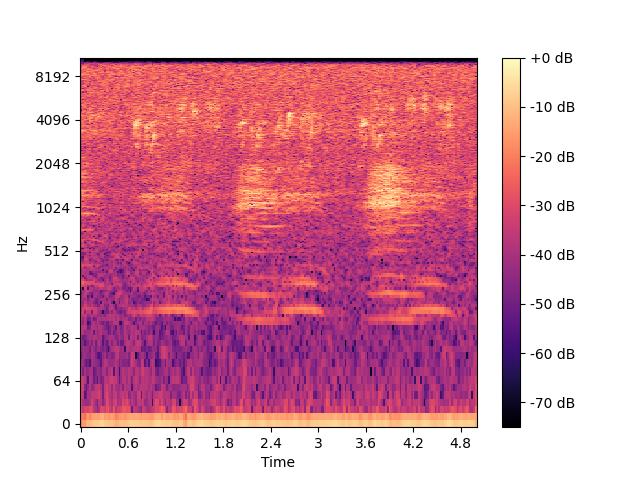 8192
4096
2048
1024
512
256
128
64
0
Hz
0 0.6 1.2 1.8 2.4 3 3.6 4.2 4.8
Time
+0 dB
-10 dB
-20 dB
-30 dB
-40 dB
-50 dB
-60 dB
-70 dB